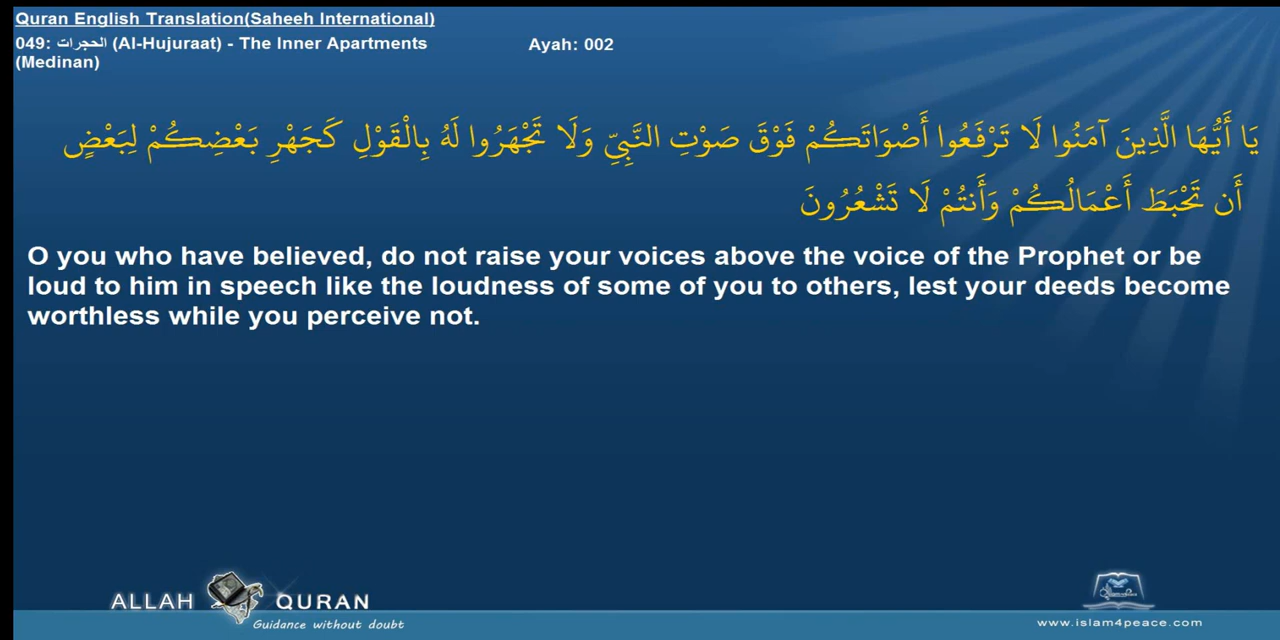 Quran English Translation(Saheeh International)
049: الحجرات (Al-Hujuraat) - The Inner Apartments
(Medinan)
Ayah: 002
يَا أَيُّهَا الَّذِينَ آمَنُوا لَا تَرْفَعُوا أَصْوَاتَكُمْ فَوْقَ صَوْتِ النَّبِيِّ وَلَا تَجْهَرُوا لَهُ بِالْقَوْلِ كَجَهْرِ بَعْضِكُمْ لِبَعْضٍ
أَن تَحْبَطَ أَعْمَالُكُمْ وَأَنتُمْ لَا تَشْعُرُونَ
O you who have believed, do not raise your voices above the voice of the Prophet or be
loud to him in speech like the loudness of some of you to others, lest your deeds become
worthless while you perceive not.
ALLAH QURAN
Guidance without doubt
www.islam4peace.com